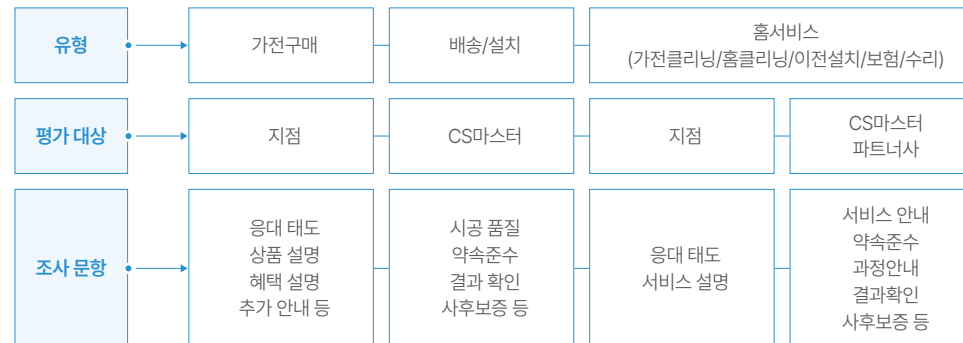 유형
가전구매
배송/설치
홈서비스
(가전클리닝/홈클리닝/이전설치/보험/수리)
평가 대상
지점
CS마스터
지점
CS마스터
파트너사
조사 문항
응대 태도
상품 설명
혜택 설명
추가 안내 등
시공 품질
약속준수
결과 확인
사후보증 등
응대 태도
서비스 설명
서비스 안내
약속준수
과정안내
결과확인
사후보증 등